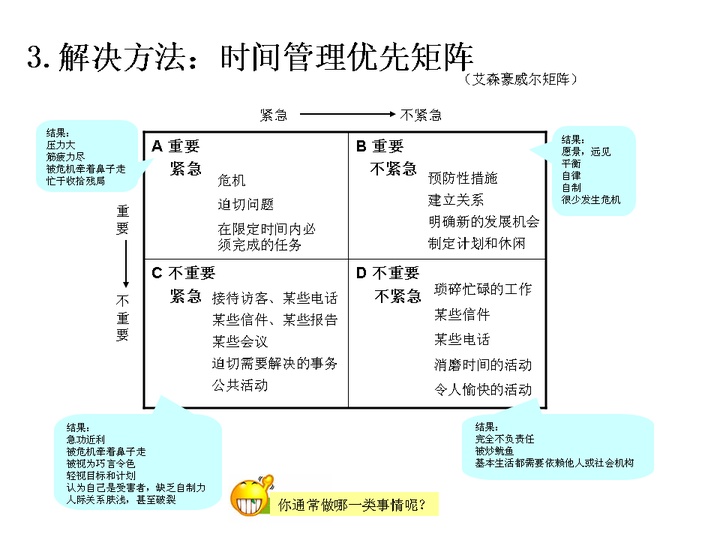 3.解决方法：时间管理优先矩阵
（艾森豪威尔矩阵）
紧急
不紧急
结果：
压力大
筋疲力尽
被危机牵着鼻子走
忙于收拾残局
重要
不重要
A 重要
紧急
危机
迫切问题
在限定时间内必
须完成的任务
B 重要
不紧急
预防性措施
建立关系
明确新的发展机会
制定计划和休闲
结果：
愿景，远见
平衡
自律
自制
很少发生危机
C 不重要
紧急
接待访客、某些电话
某些信件、某些报告
某些会议
迫切需要解决的事务
公共活动
D 不重要
不紧急
琐碎忙碌的工作
某些信件
某些电话
消磨时间的活动
令人愉快的活动
结果：
急功近利
被危机牵着鼻子走
被视为巧言令色
轻视目标和计划
认为自己是受害者，缺乏自制力
人际关系肤浅，甚至破裂
结果：
完全不负责任
被炒鱿鱼
基本生活都需要依赖他人或社会机构
你通常做哪一类事情呢？